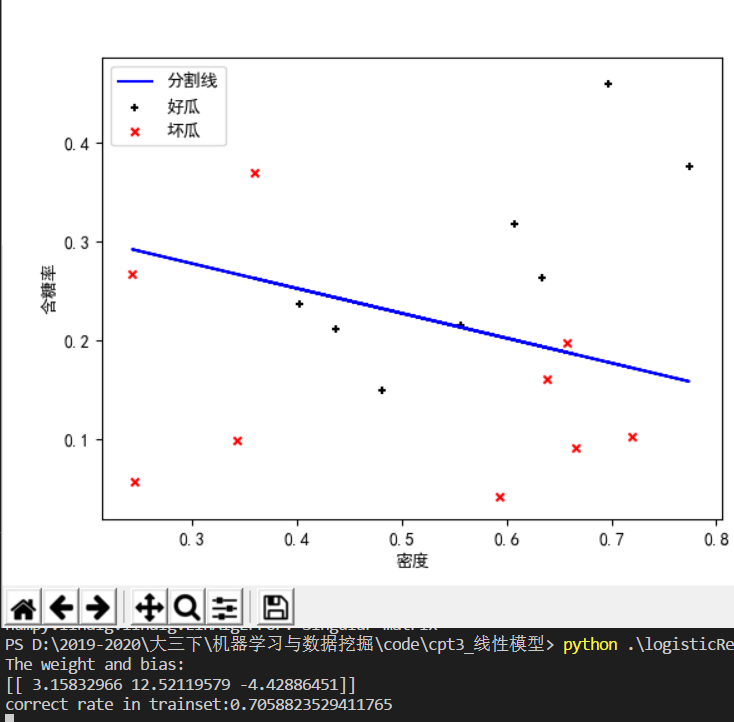 分割线
好瓜
坏瓜
0.4
0.3
0.2
0.1
含糖率
0.3 0.4 0.5 0.6 0.7 0.8
密度
PS D:\2019-2020\大三下\机器学习与数据挖掘\code\cpt3_线性模型> python .\logisticRe
The weight and bias:
[[ 3.15832966 12.52119579 -4.42886451]]
correct rate in trainset:0.7058823529411765